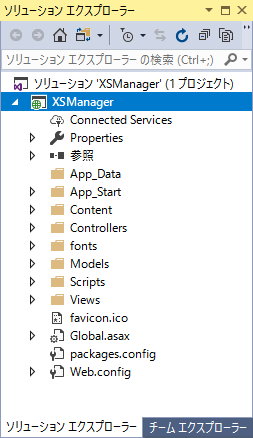 ソリューション エクスプローラー
ソリューション エクスプローラー の検索 (Ctrl+;)
ソリューション 'XSManager' (1 プロジェクト)
XSManager
Connected Services
Properties
参照
App_Data
App_Start
Content
Controllers
fonts
Models
Scripts
Views
favicon.ico
Global.asax
packages.config
Web.config
ソリューション エクスプローラー チーム エクスプローラー